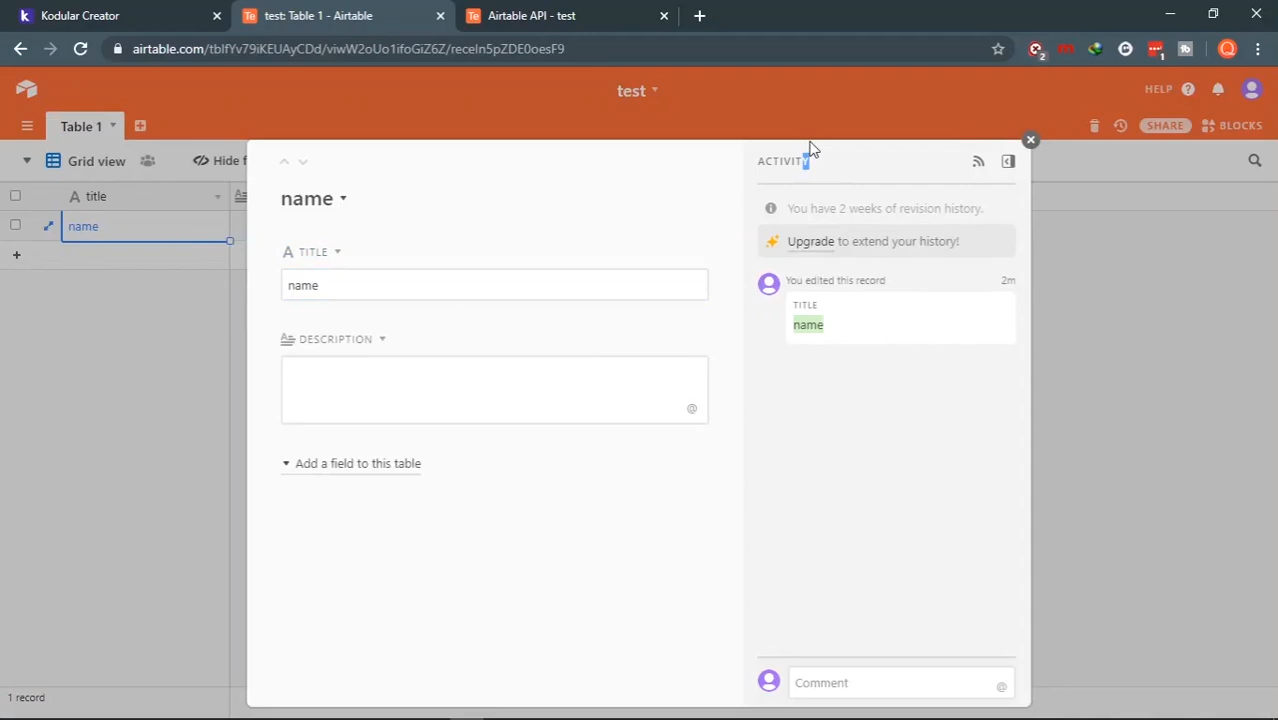 Kodular Creator
test: Table 1 - Airtable
Airtable API - test
airtable.com/tblfYv79iKEUAyCDd/viwW2oUo1ifoGiZ6Z/receIn5pZDE0oesF9
2
1
Q
test
HELP
Table 1
SHARE
BLOCKS
Grid view
Hide f
A title
name
1 record
name
A TITLE
name
DESCRIPTION
@
Add a field to this table
ACTIVITY
You have 2 weeks of revision history.
Upgrade to extend your history!
You edited this record
2m
TITLE
name
Comment
@